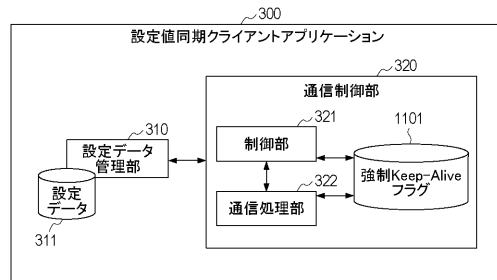 300
設定値同期クライアントアプリケーション
320
通信制御部
310
設定データ
管理部
設定
データ
311
321
制御部
322
通信処理部
1101
強制Keep-Alive
フラグ